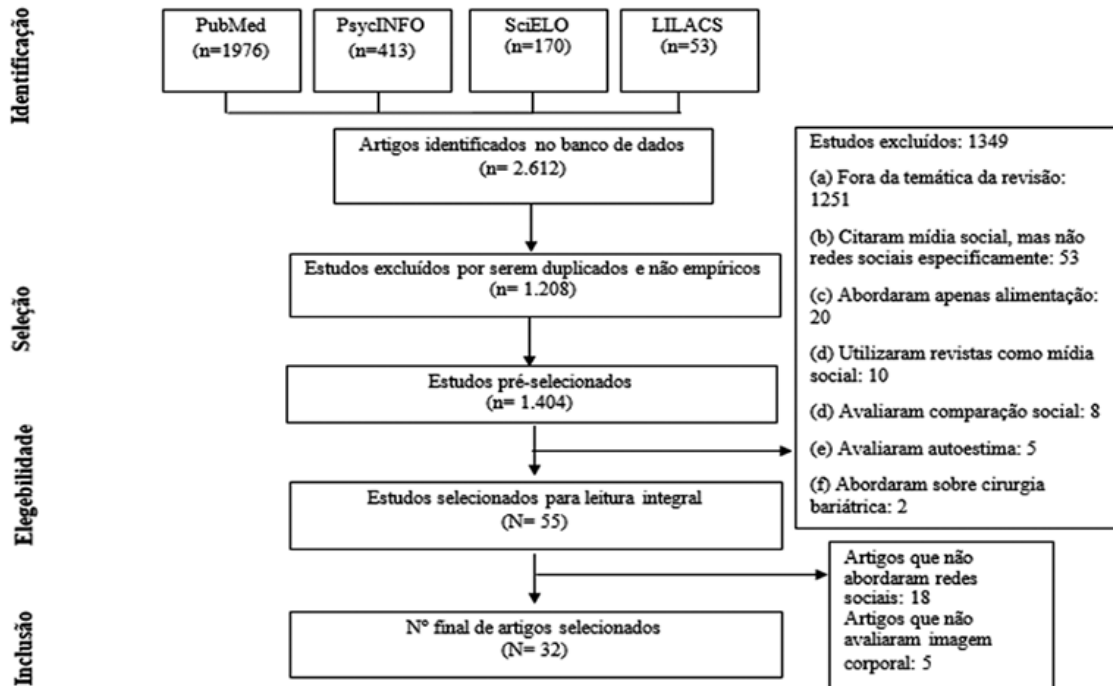 Identificação
PubMed
(n=1976)
PsycINFO
(n=413)
SciELO
(n=170)
LILACS
(n=53)
Artigos identificados no banco de dados
(n= 2.612)
Seleção
Estudos excluídos por serem duplicados e não empíricos
(n= 1.208)
Estudos pré-selecionados
(n= 1.404)
Estudos excluídos: 1349
(a) Fora da temática da revisão:
1251
(b) Citaram mídia social, mas não
redes sociais especificamente: 53
(c) Abordaram apenas alimentação:
20
(d) Utilizaram revistas como mídia
social: 10
(d) Avaliaram comparação social: 8
(e) Avaliaram autoestima: 5
(f) Abordaram sobre cirurgia
bariátrica: 2
Elegebilidade
Estudos selecionados para leitura integral
(N= 55)
Artigos que não
abordaram redes
sociais: 18
Artigos que não
avaliaram imagem
corporal: 5
Inclusão
N° final de artigos selecionados
(N= 32)